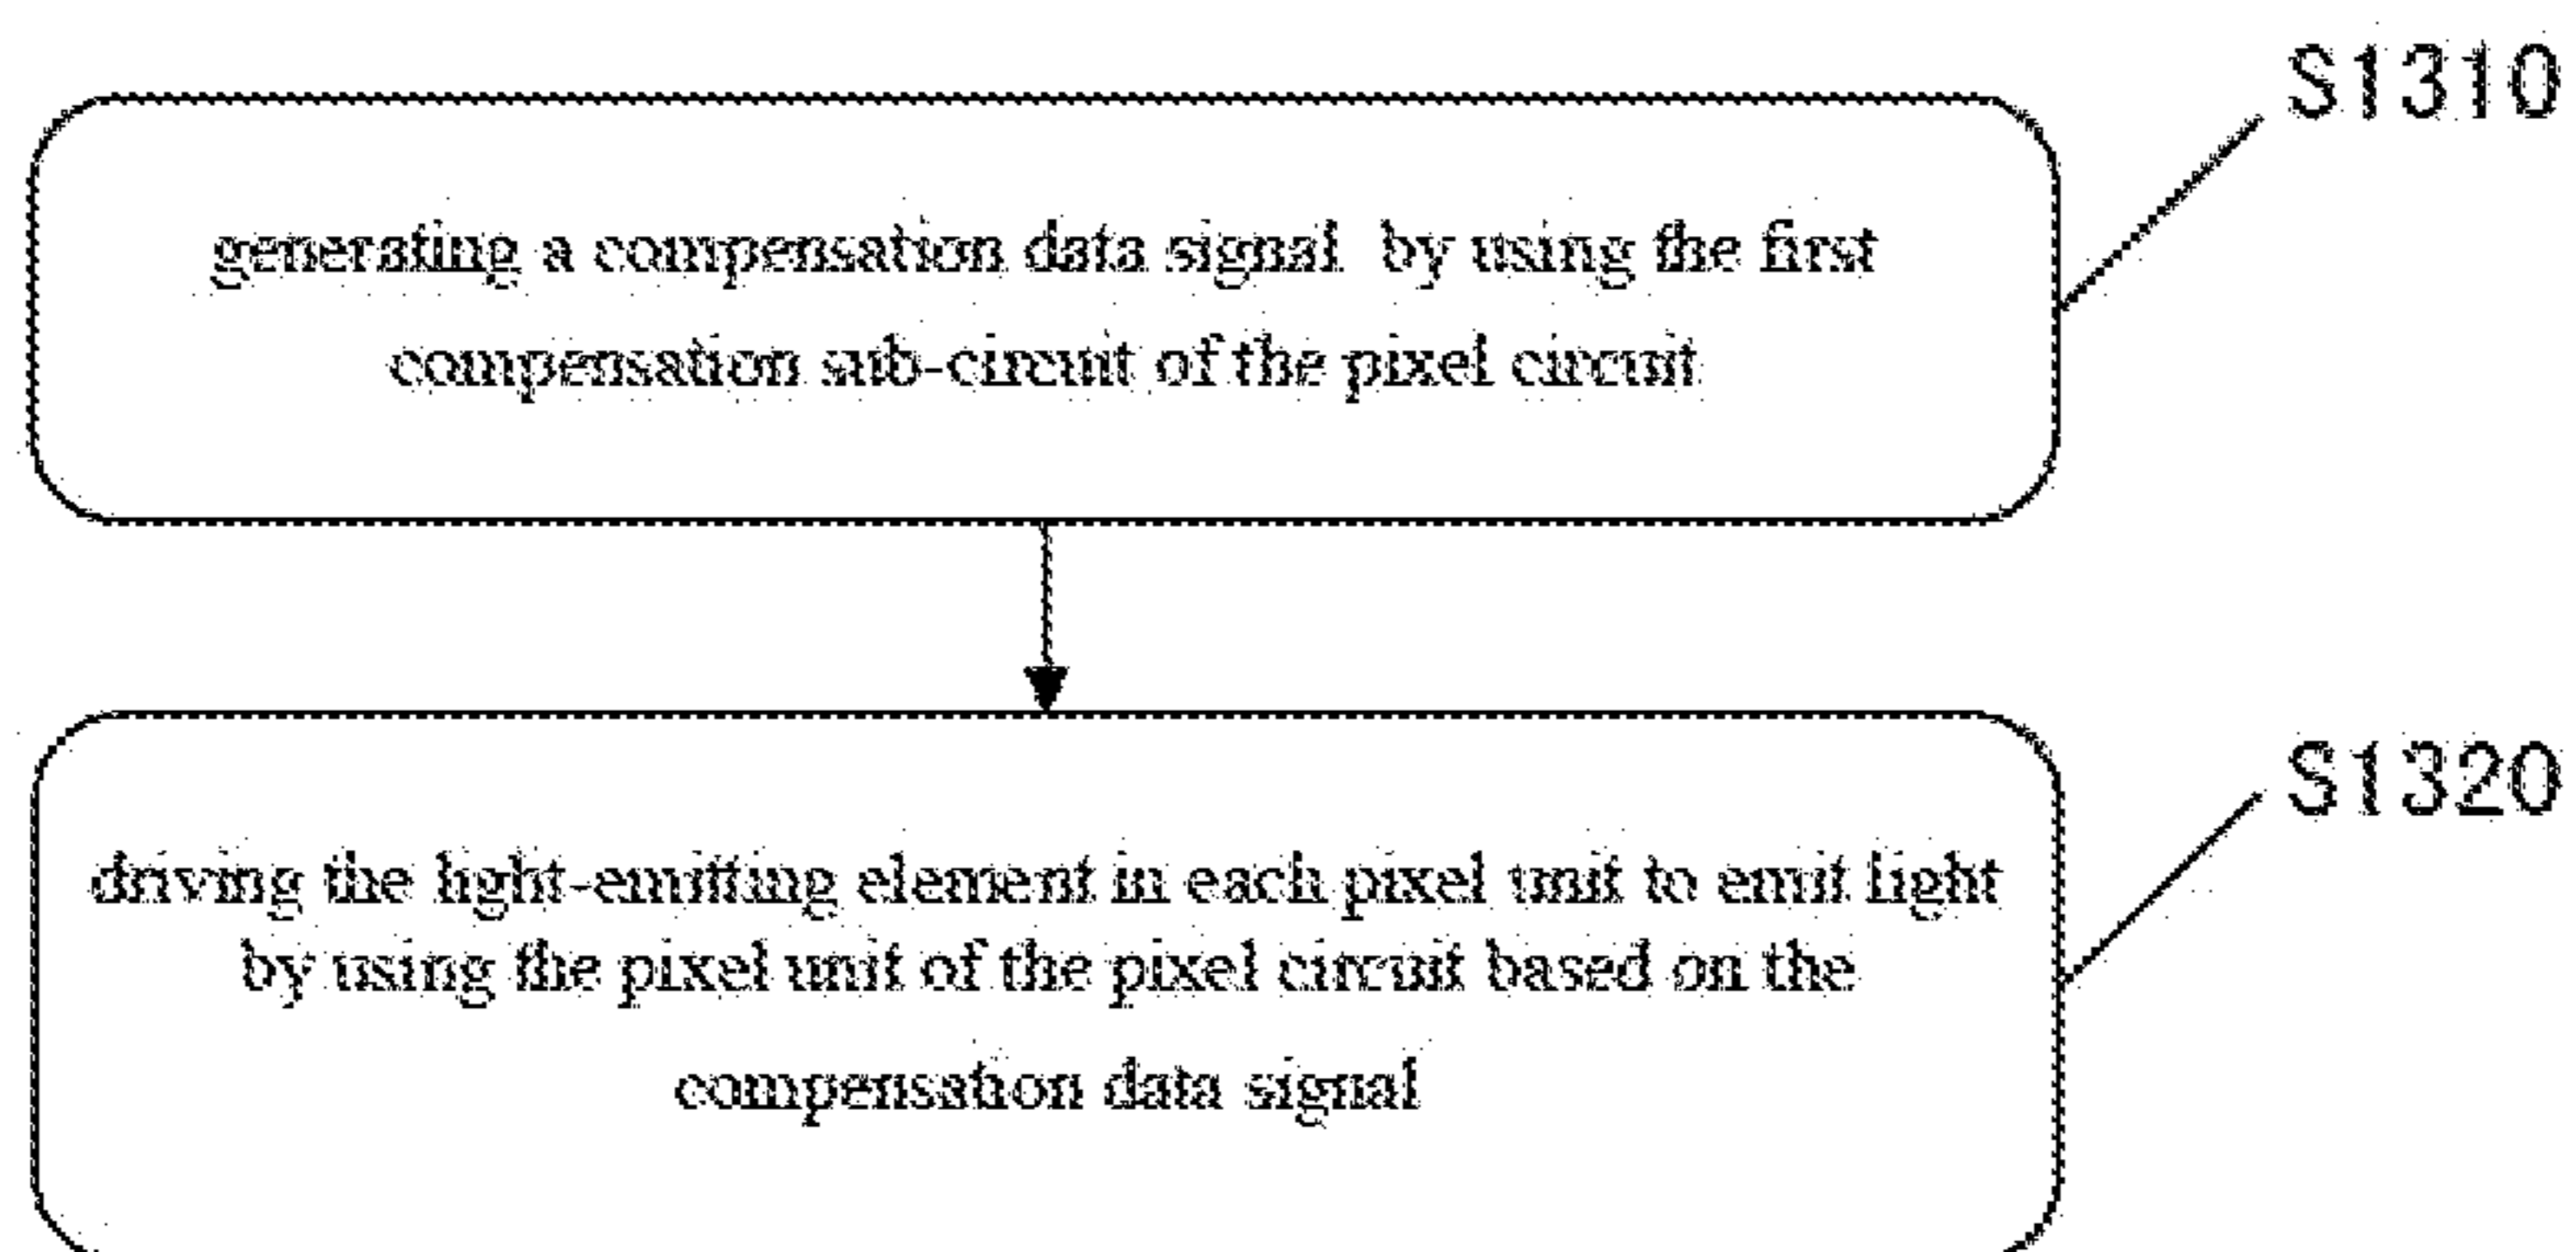 S1310
generating a compensation data signal by using the first
compensation sub-circuit of the pixel circuit
S1320
driving the light-emitting element in each pixel unit to emit light
by using the pixel unit of the pixel circuit based on the
compensation data signal